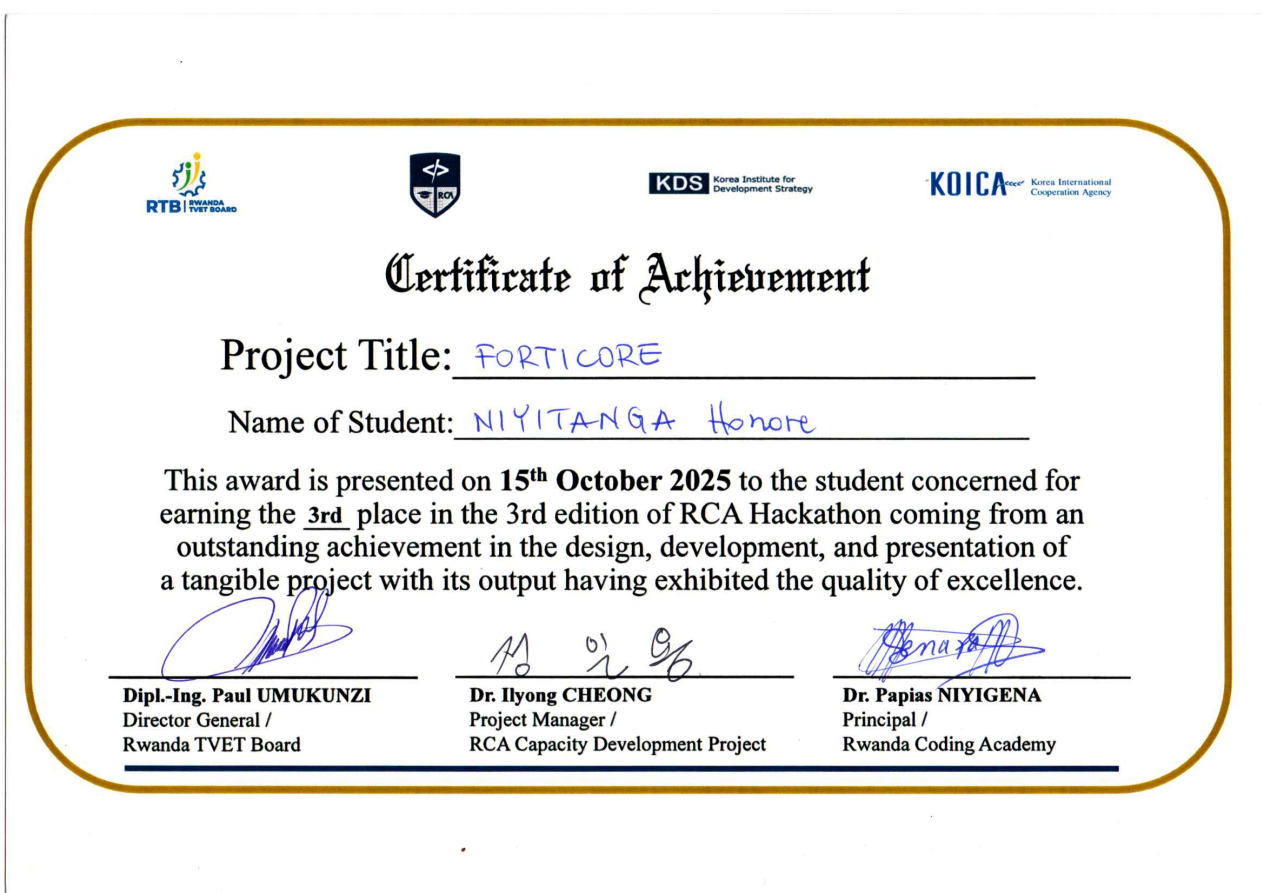 RTB RWANDA TVET BOARD
</> RCA
KDS Korea Institute for Development Strategy
KOICA Korea International Cooperation Agency
Certificate of Achievement
Project Title: FORTICORE
Name of Student: NIYITANGA Honore
This award is presented on 15th October 2025 to the student concerned for
earning the 3rd place in the 3rd edition of RCA Hackathon coming from an
outstanding achievement in the design, development, and presentation of
a tangible project with its output having exhibited the quality of excellence.
Dipl.-Ing. Paul UMUKUNZI
Director General /
Rwanda TVET Board
Dr. Ilyong CHEONG
Project Manager /
RCA Capacity Development Project
Dr. Papias NIYIGENA
Principal /
Rwanda Coding Academy